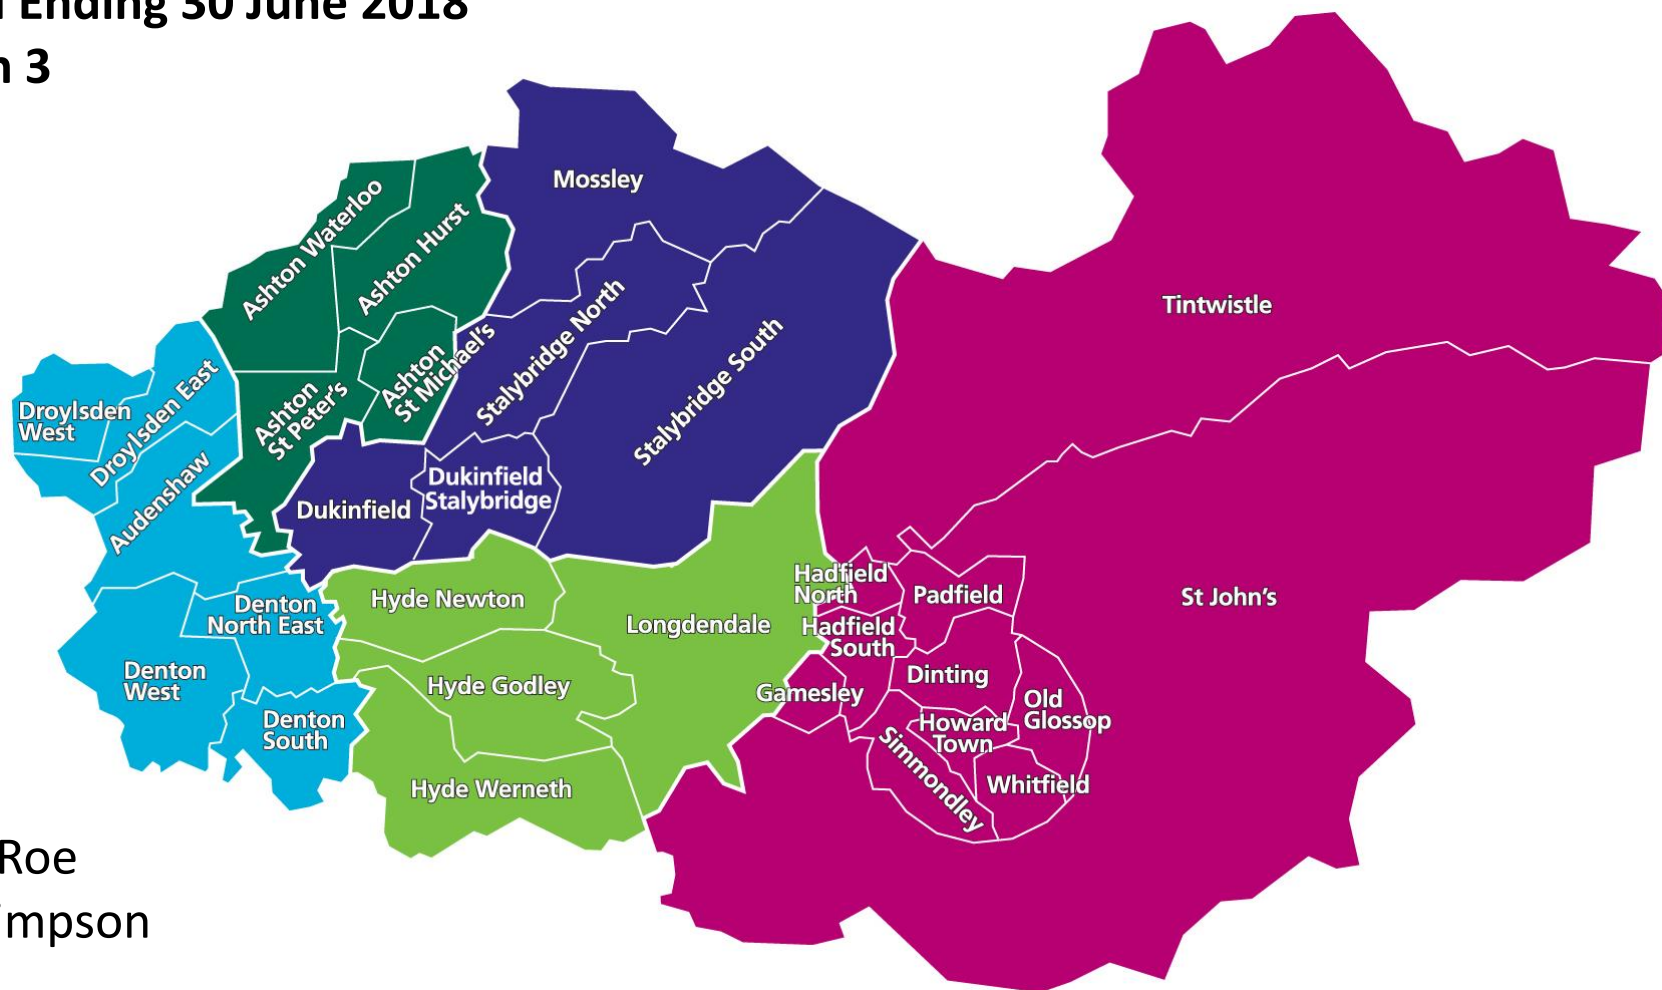 Ending 30 June 2018
3
Mossley
Ashton Waterloo
Ashton Hurst
Tintwistle
Stalybridge North
Ashton
St Michael's
Stalybridge South
Droylsden
West
Droylsden East
Ashton
St Peter's
Audenshaw
Dukinfield
Dukinfield
Stalybridge
Hadfield
North
Padfield
St John's
Hyde Newton
Denton
North East
Longdendale
Hadfield
South
Denton
West
Hyde Godley
Gamesley
Dinting
Old
Glossop
Denton
South
Howard
Town
Simmondley
Whitfield
Hyde Werneth
Roe
impson